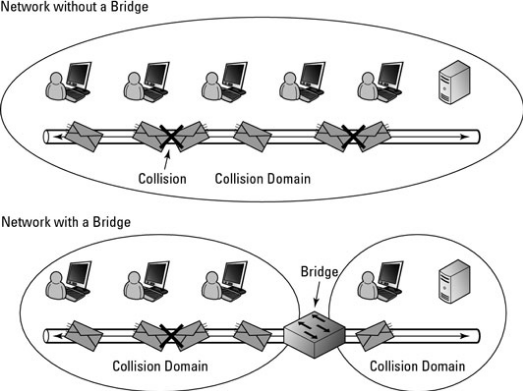 Network without a Bridge
Collision
Collision Domain
Network with a Bridge
Bridge
Collision Domain
Collision Domain